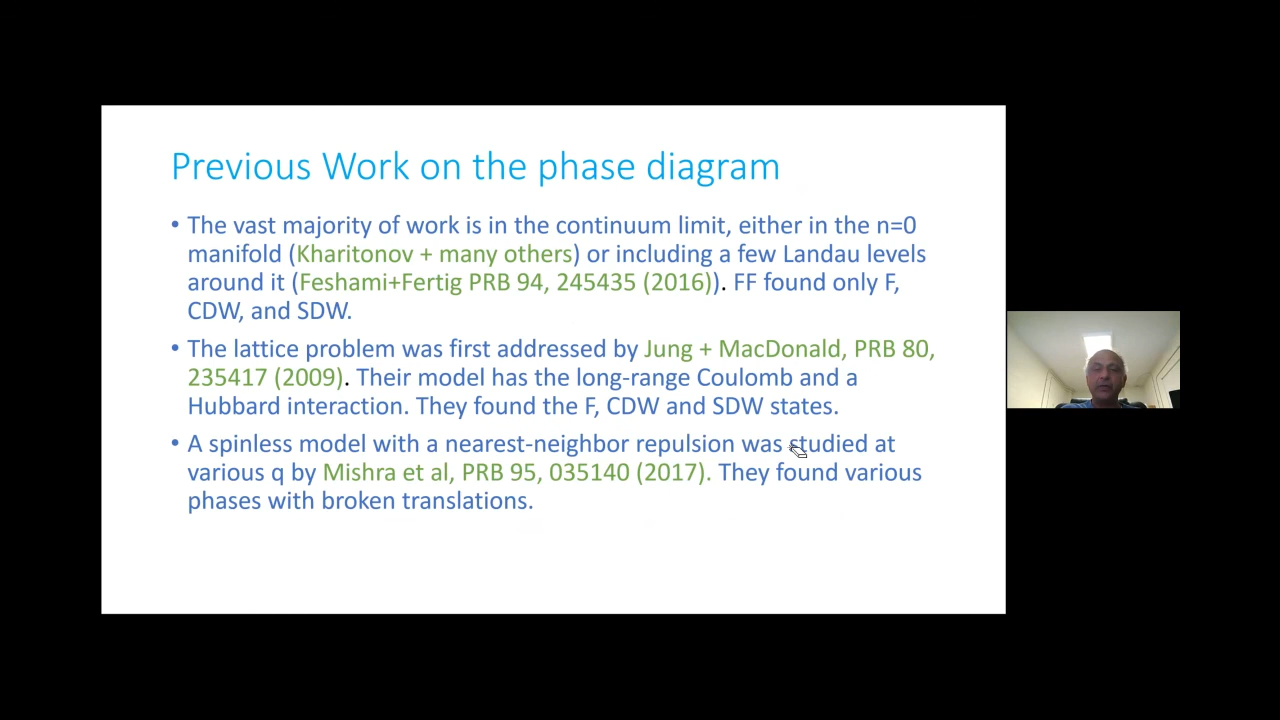 Previous Work on the phase diagram
• The vast majority of work is in the continuum limit, either in the n=0
manifold (Kharitonov + many others) or including a few Landau levels
around it (Feshami+Fertig PRB 94, 245435 (2016)). FF found only F,
CDW, and SDW.
• The lattice problem was first addressed by Jung + MacDonald, PRB 80,
235417 (2009). Their model has the long-range Coulomb and a
Hubbard interaction. They found the F, CDW and SDW states.
• A spinless model with a nearest-neighbor repulsion was studied at
various q by Mishra et al, PRB 95, 035140 (2017). They found various
phases with broken translations.